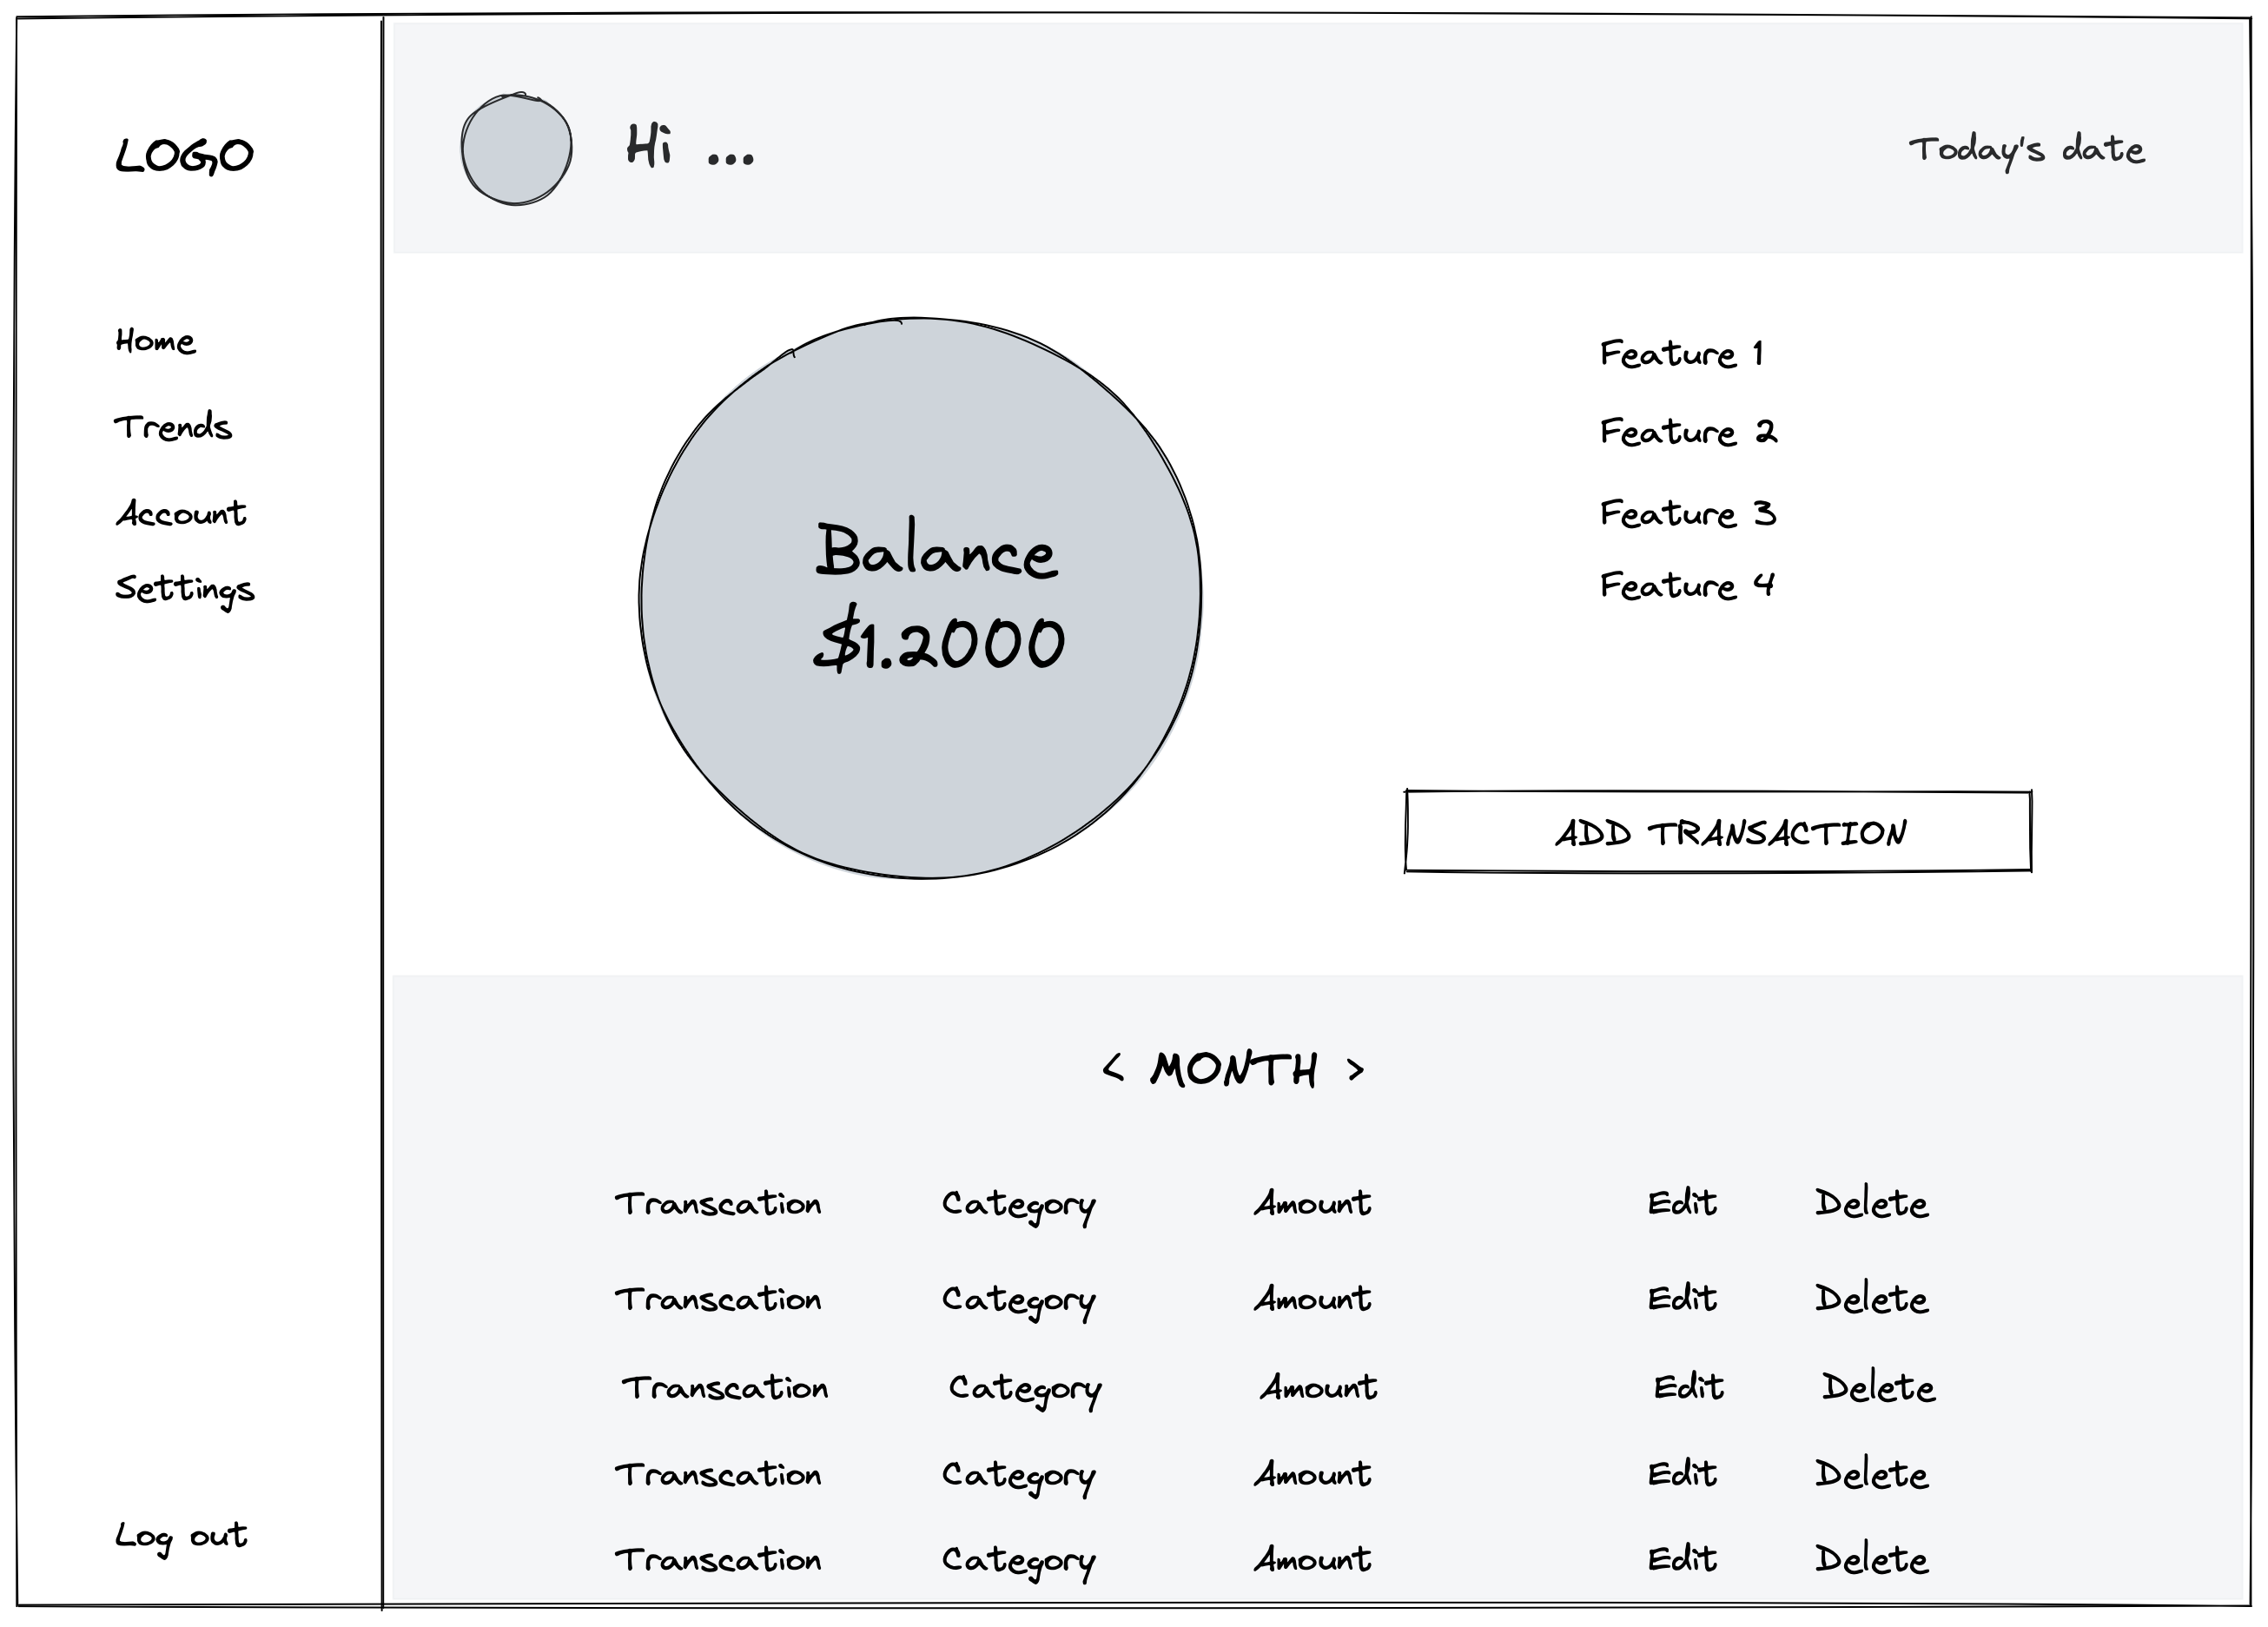 LOGO
Home
Trends
Account
Settings
Log out
Hi ...
Today's date
Balance
$1.2000
Feature 1
Feature 2
Feature 3
Feature 4
ADD TRANSACTION
< MONTH >
Transcation Category Amount Edit Delete
Transcation Category Amount Edit Delete
Transcation Category Amount Edit Delete
Transcation Category Amount Edit Delete
Transcation Category Amount Edit Delete